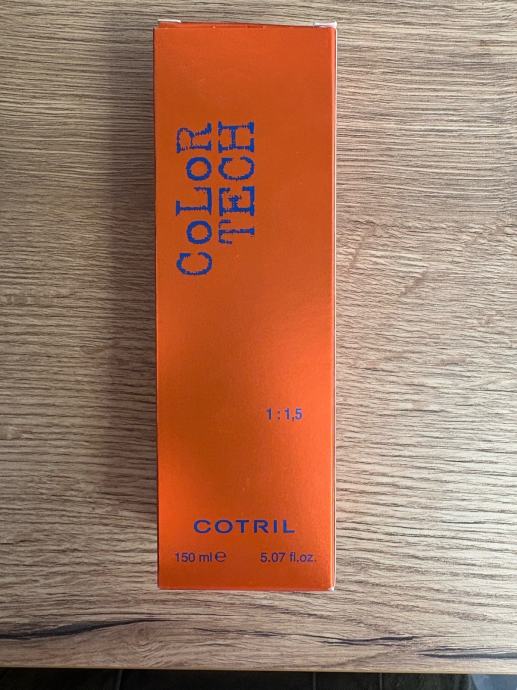 CoLoR
TECH
1:1,5
COTRIL
150 ml ℮ 5.07 fl.oz.